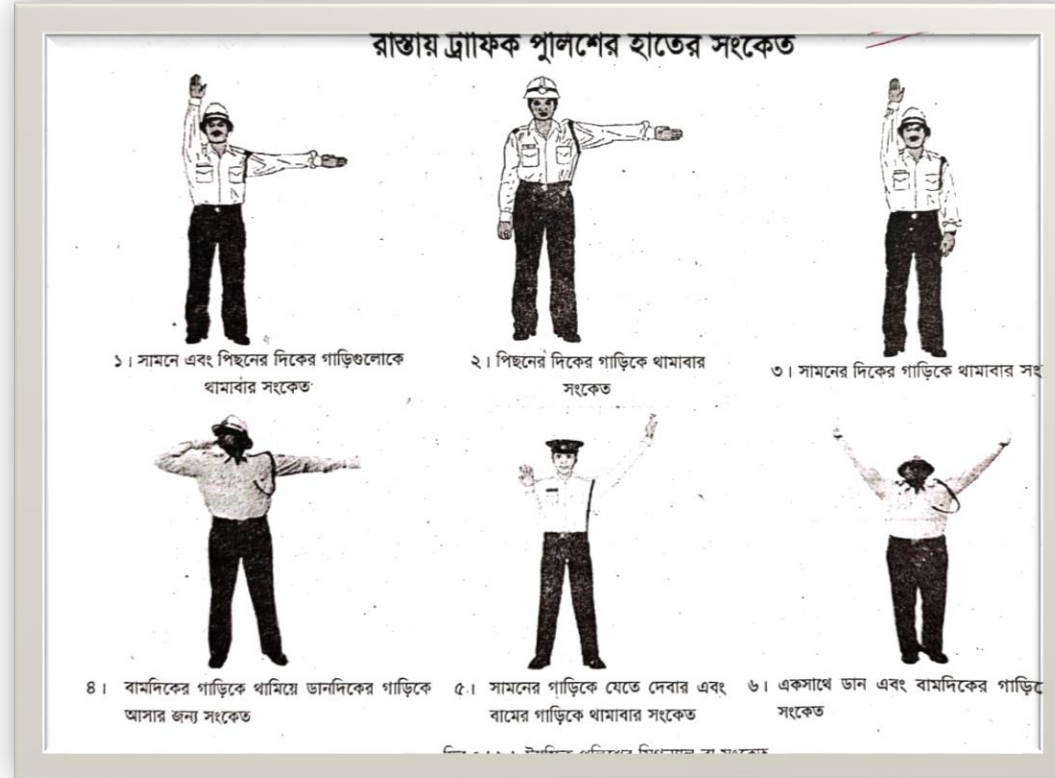 রাস্তায় ট্রাফিক পুলিশের হাতের সংকেত
১। সামনে এবং পিছনের দিকের গাড়িগুলোকে
থামাবার সংকেত
২। পিছনের দিকের গাড়িকে থামাবার
সংকেত
৩। সামনের দিকের গাড়িকে থামাবার সং
৪। বামদিকের গাড়িকে থামিয়ে ডানদিকের গাড়িকে
আসার জন্য সংকেত
৫। সামনের গাড়িকে যেতে দেবার এবং
বামের গাড়িকে থামাবার সংকেত
৬। একসাথে ডান এবং বামদিকের গাড়ি
সংকেত